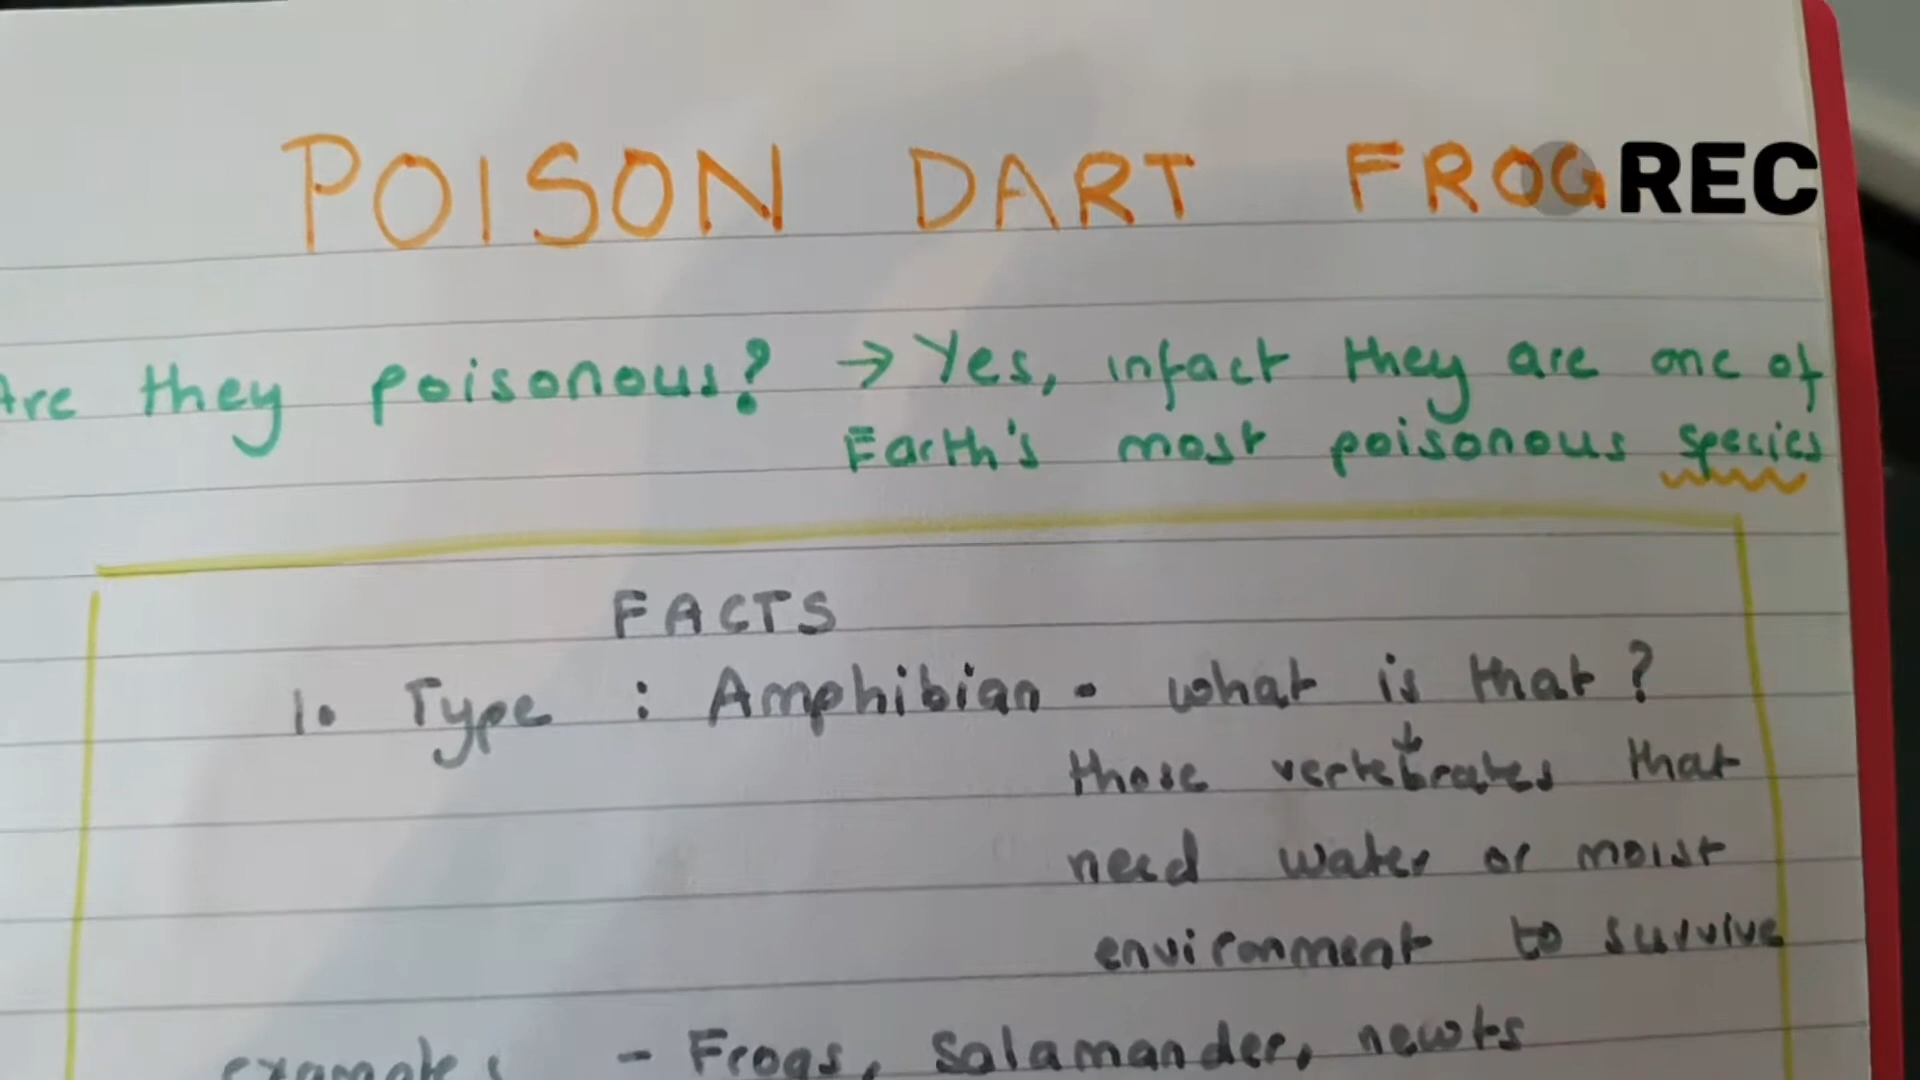 POISON DART FROG
REC
Are they poisonous? → Yes, infact they are one of
Earth's most poisonous species
FACTS
1. Type : Amphibian - what is that ?
↓
those vertebrates that
need water or moist
environment to survive
examples - Frogs, Salamander, newts